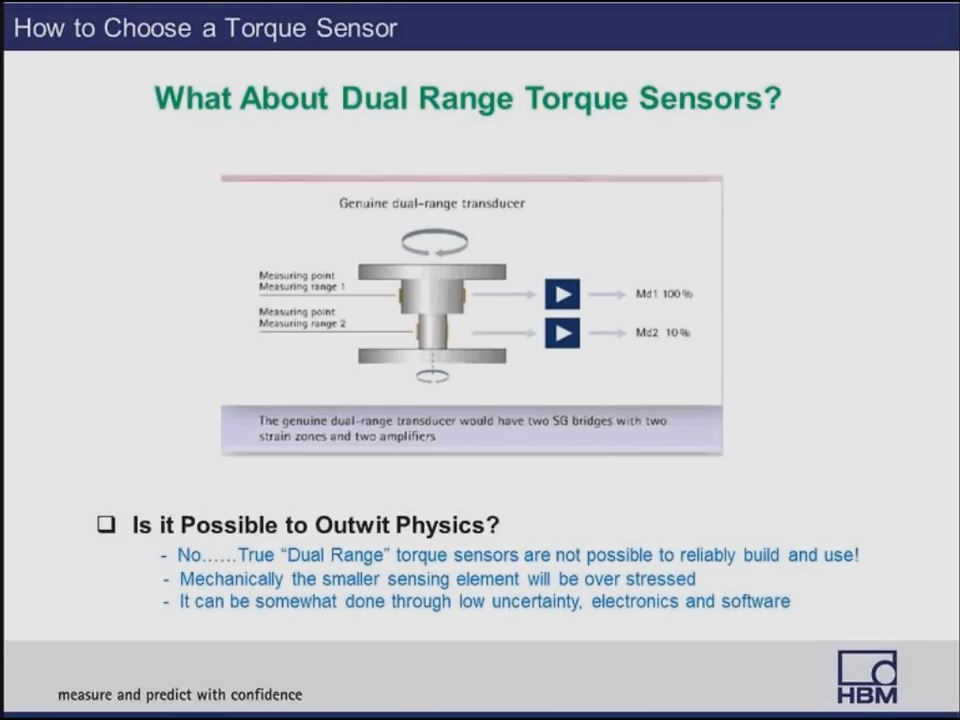 How to Choose a Torque Sensor
What About Dual Range Torque Sensors?
Genuine dual-range transducer
Measuring point
Measuring range 1
Md1 100%
Measuring point
Measuring range 2
Md2 10%
The genuine dual-range transducer would have two SG bridges with two
strain zones and two amplifiers
❑ Is it Possible to Outwit Physics?
- No……True “Dual Range” torque sensors are not possible to reliably build and use!
- Mechanically the smaller sensing element will be over stressed
- It can be somewhat done through low uncertainty, electronics and software
measure and predict with confidence
HBM